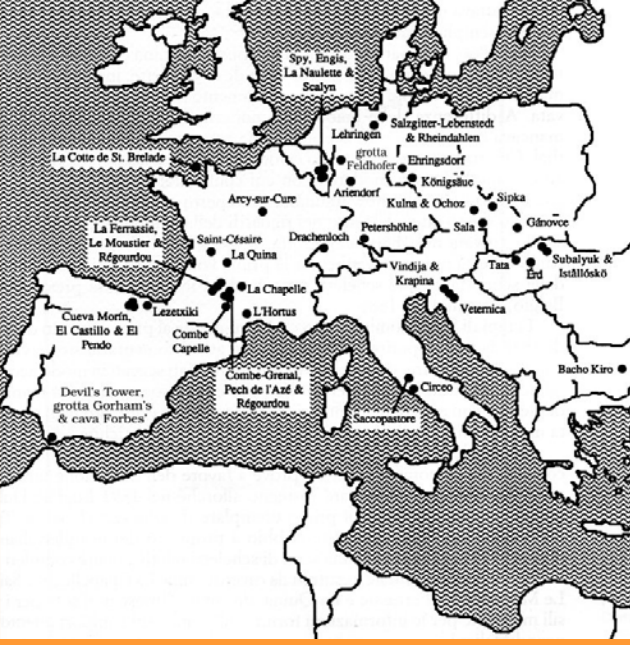 Spy, Engis,
La Naulette &
Scalyn
Lehringen
Salzgitter-Lebenstedt
& Rheindahlen
La Cotte de St. Brelade
grotta
Feldhofer
Ehringsdorf
Königsaüe
Ariendorf
Arcy-sur-Cure
Kulna & Ochoz
Sipka
Sala
Gánovce
La Ferrassie,
Le Moustier &
Régourdou
Saint-Césaire
La Quina
Drachenloch
Petershöhle
Tata
Erd
Subalyuk &
Istállóskö
Vindija &
Krapina
Veternica
Cueva Morín,
El Castillo & El
Pendo
Lezetxiki
La Chapelle
L'Hortus
Combe
Capelle
Combe-Grenal,
Pech de l'Azé &
Régourdou
Bacho Kiro
Devil's Tower,
grotta Gorham's
& cava Forbes'
Circeo
Saccopastore